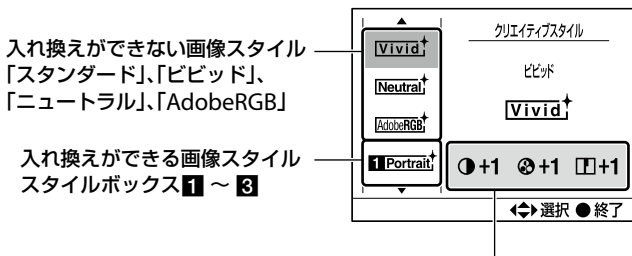 入れ換えができない画像スタイル
「スタンダード」、「ビビッド」、
「ニュートラル」、「AdobeRGB」
入れ換えができる画像スタイル
スタイルボックス1 ～ 3
Vivid
Neutral
AdobeRGB
1 Portrait
クリエイティブスタイル
ビビッド
Vivid
+1 +1 +1
選択 ● 終了